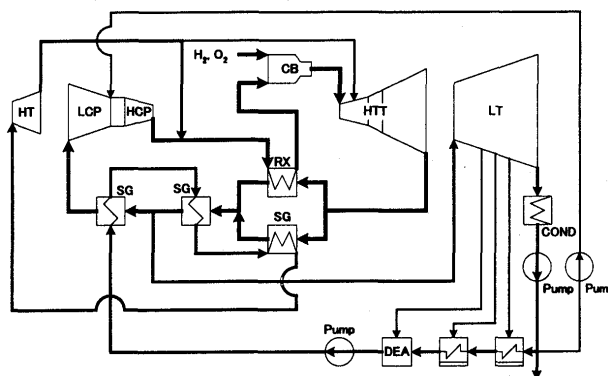 H₂, O₂
CB
HT
LCP
HCP
HTT
LT
RX
SG
SG
SG
COND
Pump
Pum
Pump
DEA